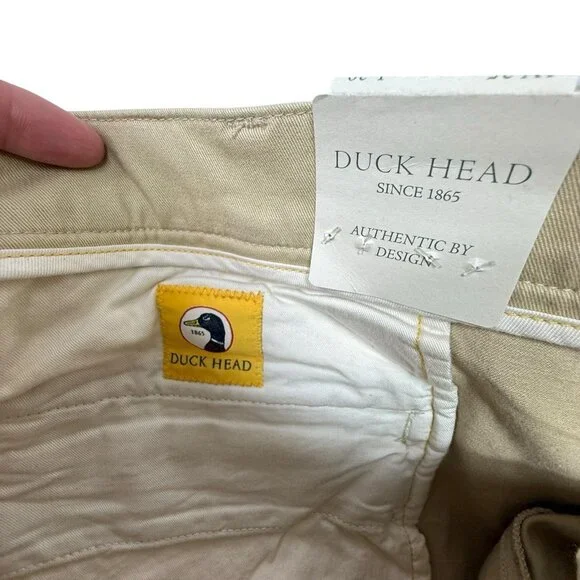 DUCK HEAD
SINCE 1865
AUTHENTIC BY
DESIGN
1865
DUCK HEAD